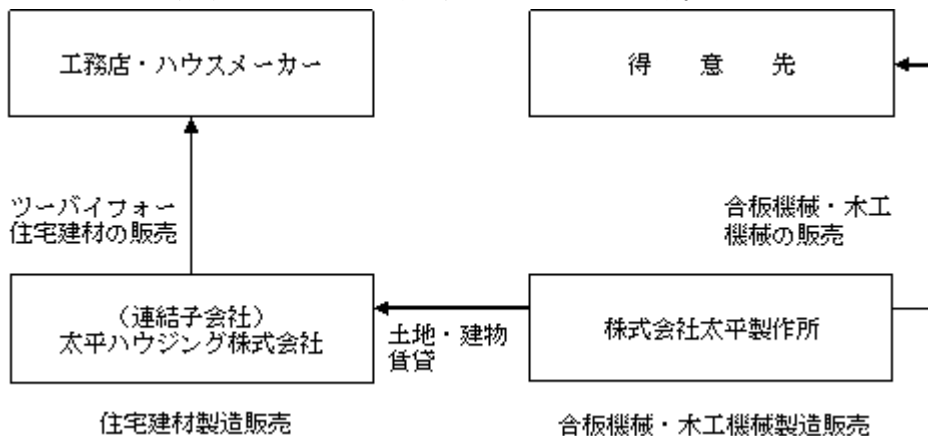 工務店・ハウスメーカー
得意先
ツーバイフォー
住宅建材の販売
合板機械・木工
機械の販売
(連結子会社)
太平ハウジング株式会社
土地・建物
賃貸
株式会社太平製作所
住宅建材製造販売
合板機械・木工機械製造販売